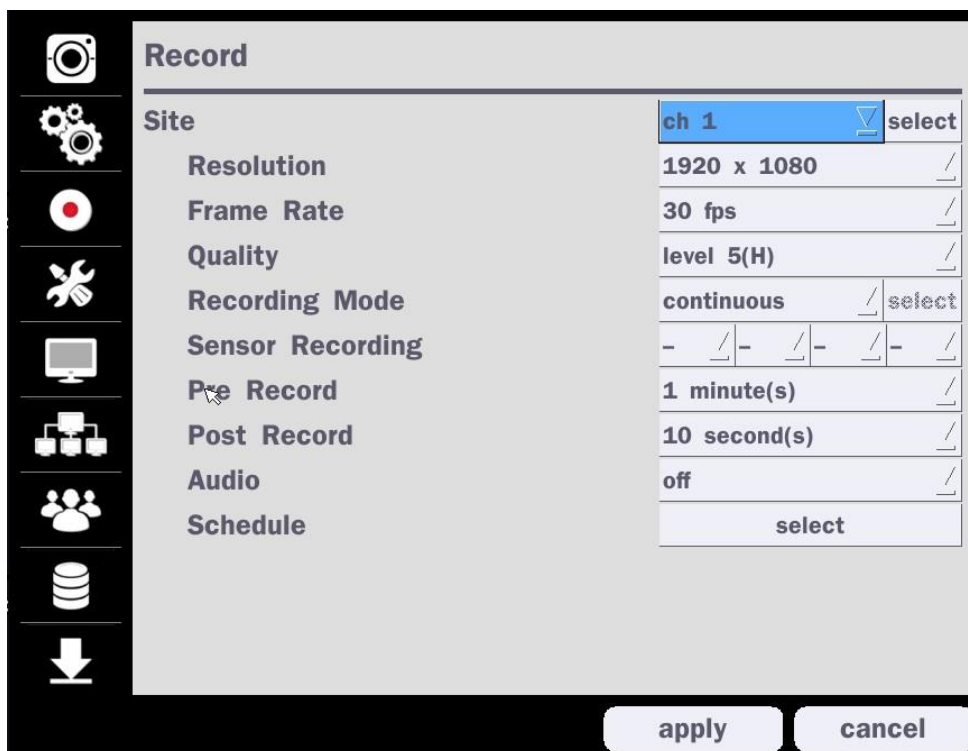 Record
Site ch 1 select
Resolution 1920 x 1080
Frame Rate 30 fps
Quality level 5(H)
Recording Mode continuous select
Sensor Recording - - - -
Pre Record 1 minute(s)
Post Record 10 second(s)
Audio off
Schedule select
apply cancel